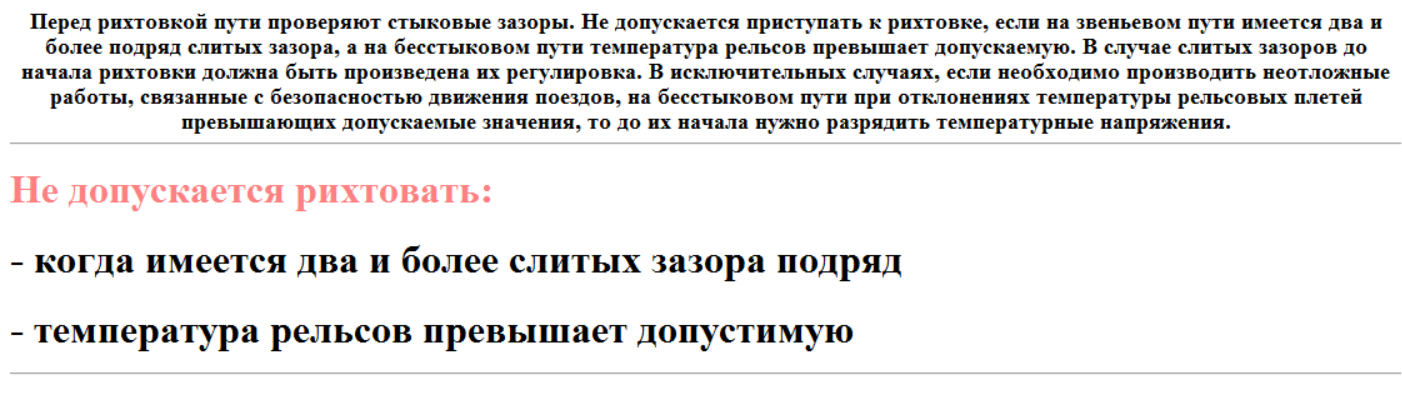 Перед рихтовкой пути проверяют стыковые зазоры. Не допускается приступать к рихтовке, если на звеньевом пути имеется два и
более подряд слитых зазора, а на бесстыковом пути температура рельсов превышает допускаемую. В случае слитых зазоров до
начала рихтовки должна быть произведена их регулировка. В исключительных случаях, если необходимо производить неотложные
работы, связанные с безопасностью движения поездов, на бесстыковом пути при отклонениях температуры рельсовых плетей
превышающих допускаемые значения, то до их начала нужно разрядить температурные напряжения.
Не допускается рихтовать:
- когда имеется два и более слитых зазора подряд
- температура рельсов превышает допустимую